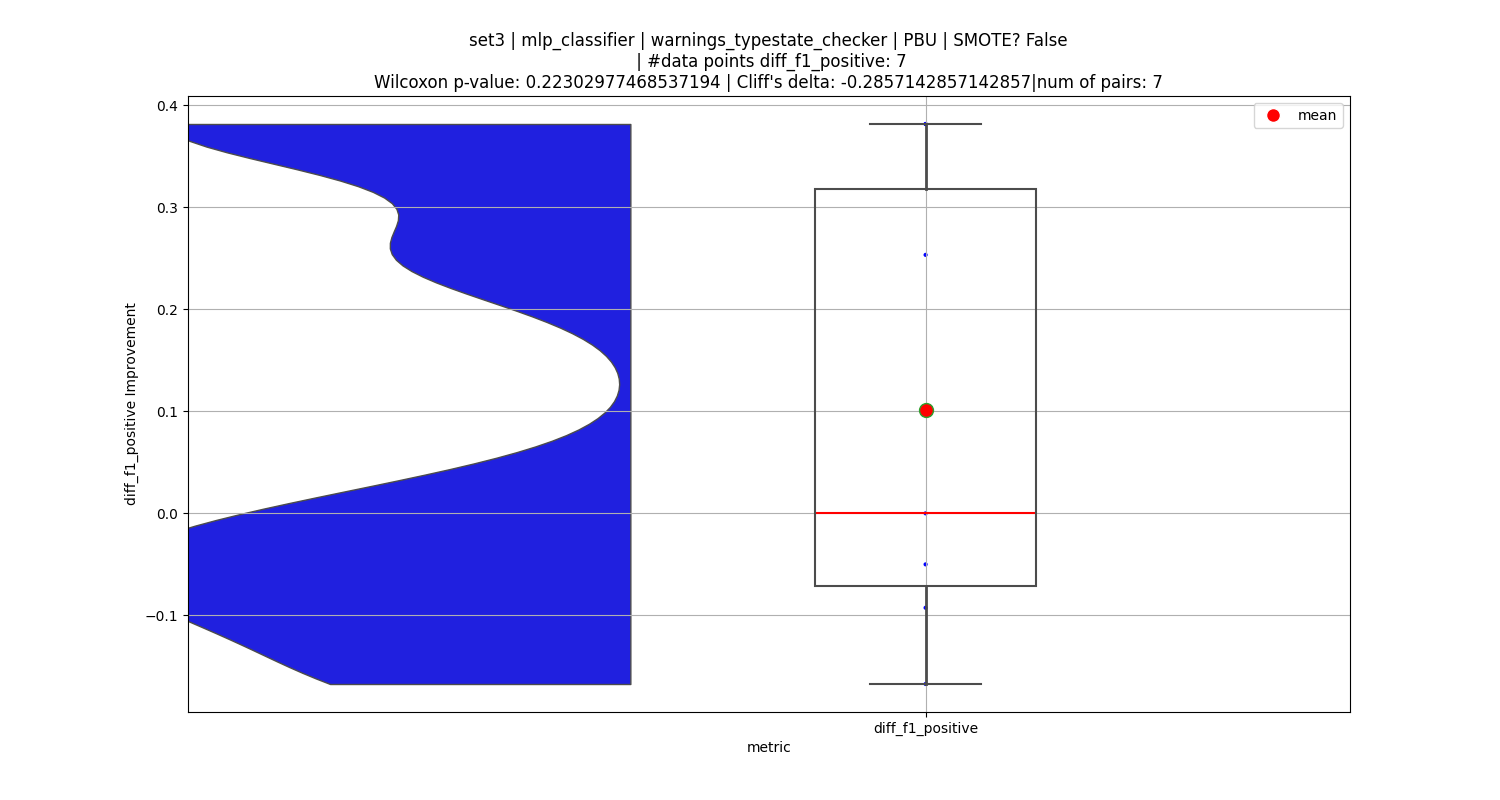 set3 | mlp_classifier | warnings_typestate_checker | PBU | SMOTE? False
| #data points diff_f1_positive: 7
Wilcoxon p-value: 0.22302977468537194 | Cliff's delta: -0.2857142857142857|num of pairs: 7
mean
0.4
0.3
0.2
0.1
0.0
−0.1
diff_f1_positive Improvement
diff_f1_positive
metric